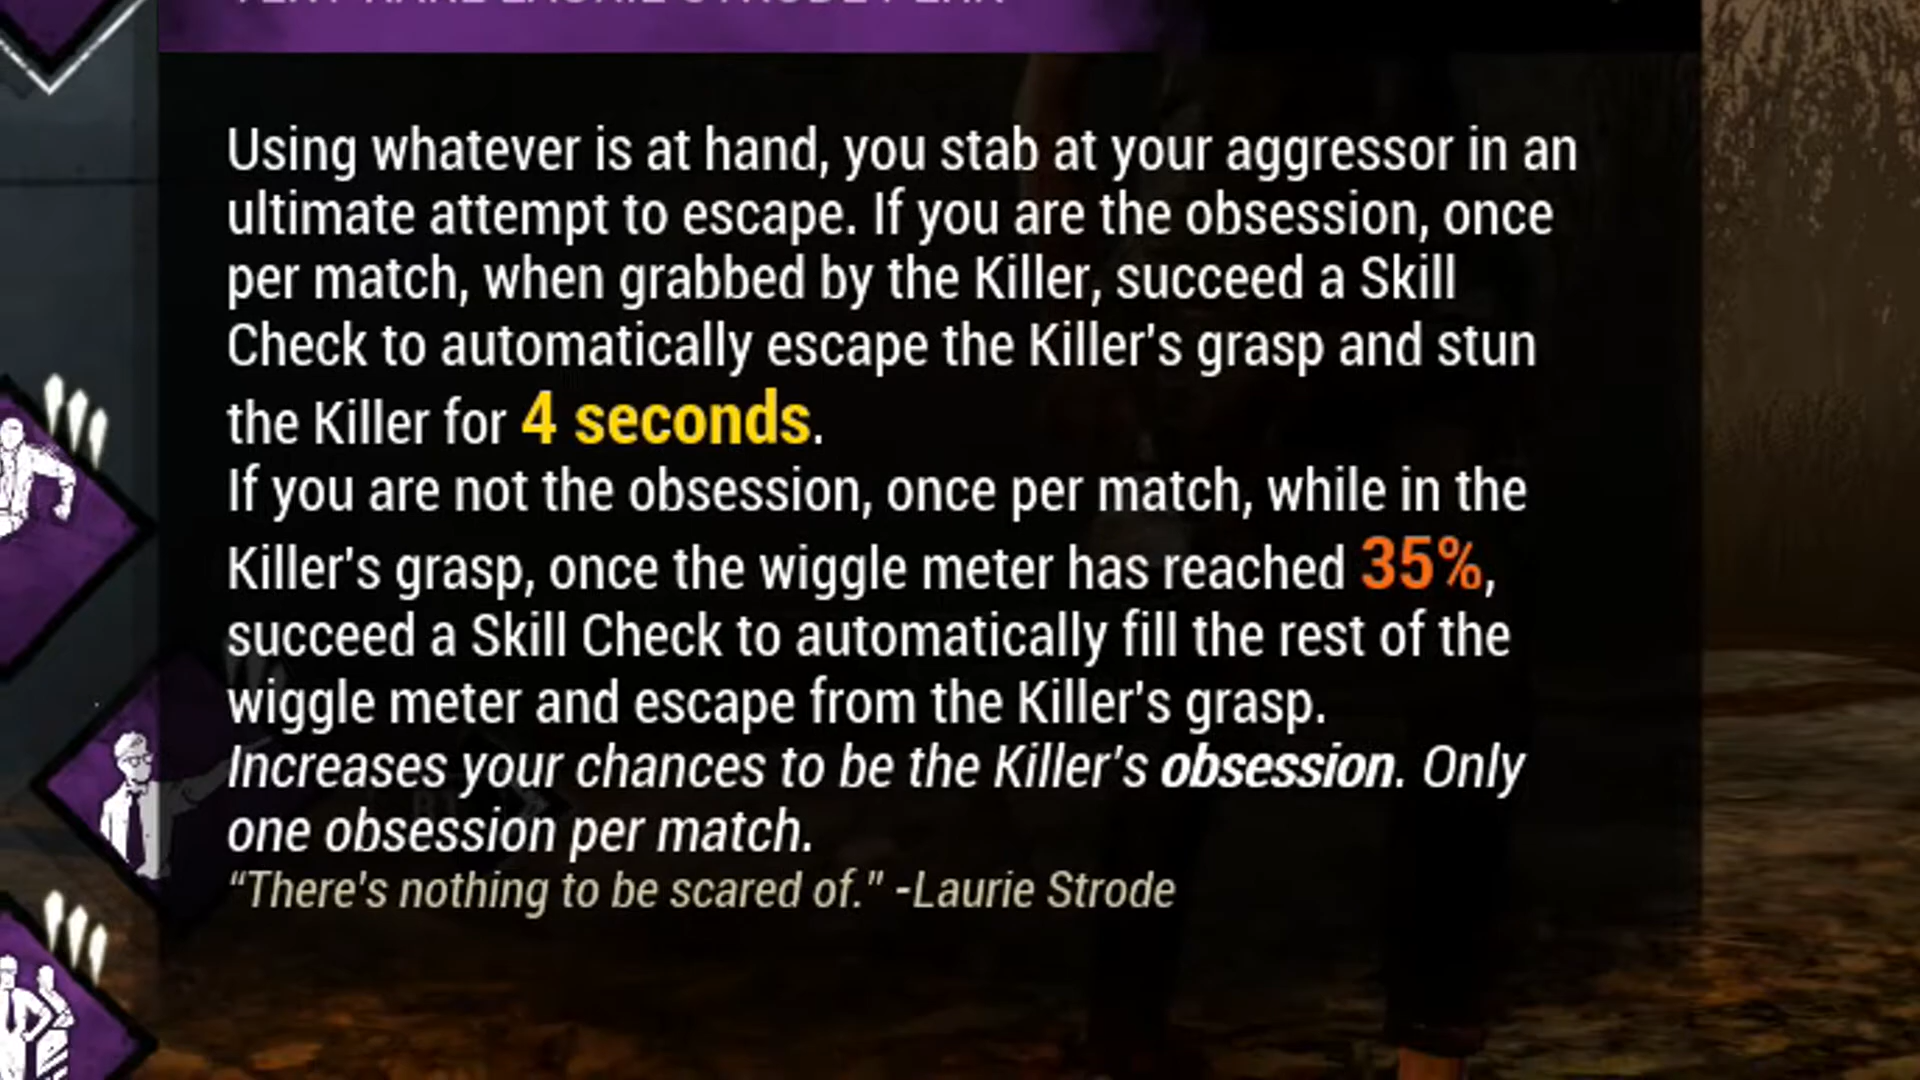 VERY RARE LAURIE STRODE PERK
Using whatever is at hand, you stab at your aggressor in an
ultimate attempt to escape. If you are the obsession, once
per match, when grabbed by the Killer, succeed a Skill
Check to automatically escape the Killer's grasp and stun
the Killer for 4 seconds.
If you are not the obsession, once per match, while in the
Killer's grasp, once the wiggle meter has reached 35%,
succeed a Skill Check to automatically fill the rest of the
wiggle meter and escape from the Killer's grasp.
Increases your chances to be the Killer's obsession. Only
one obsession per match.
“There's nothing to be scared of." -Laurie Strode